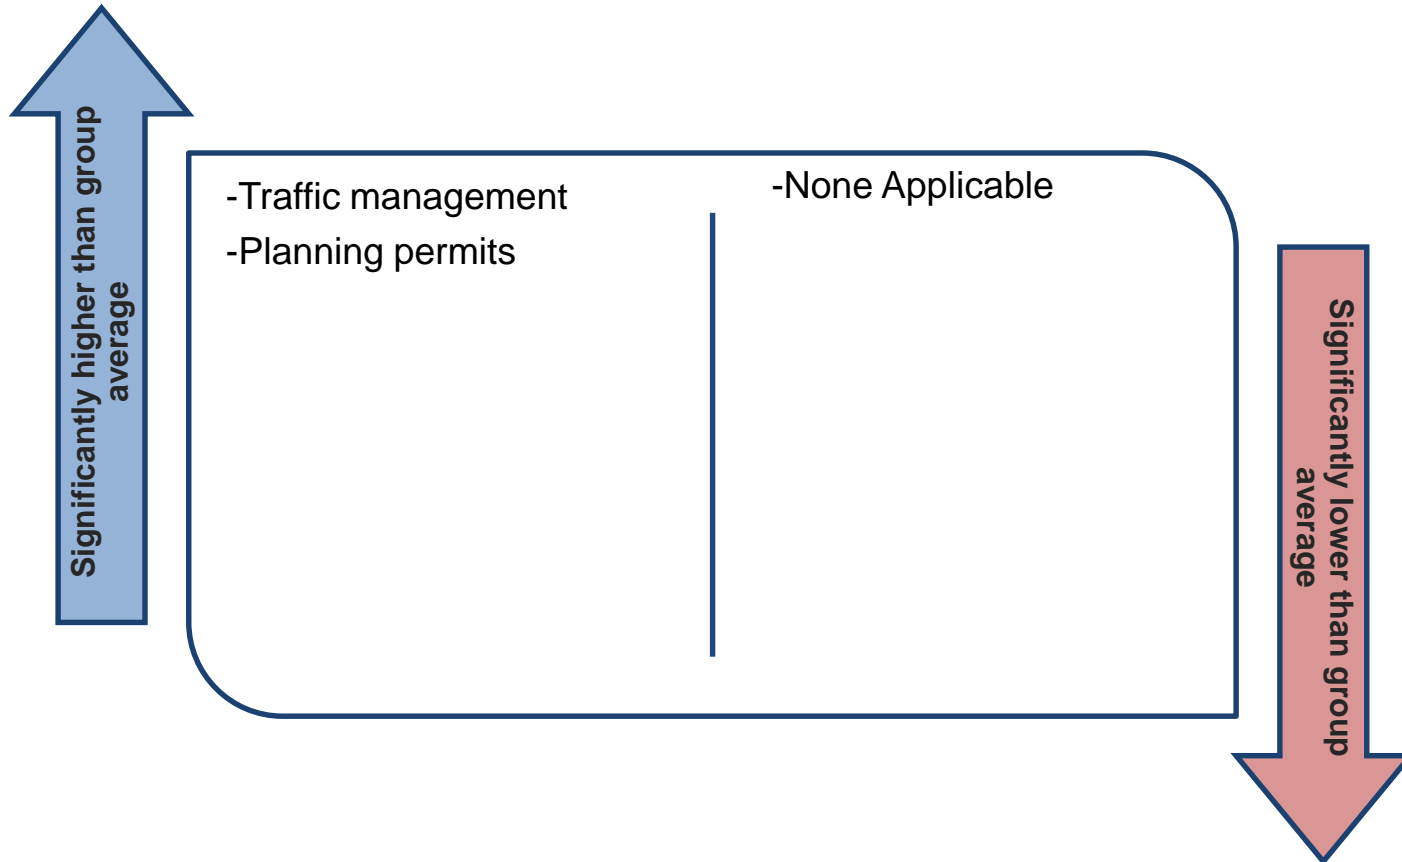 Significantly higher than group
average
-Traffic management
-Planning permits
-None Applicable
Significantly lower than group
average